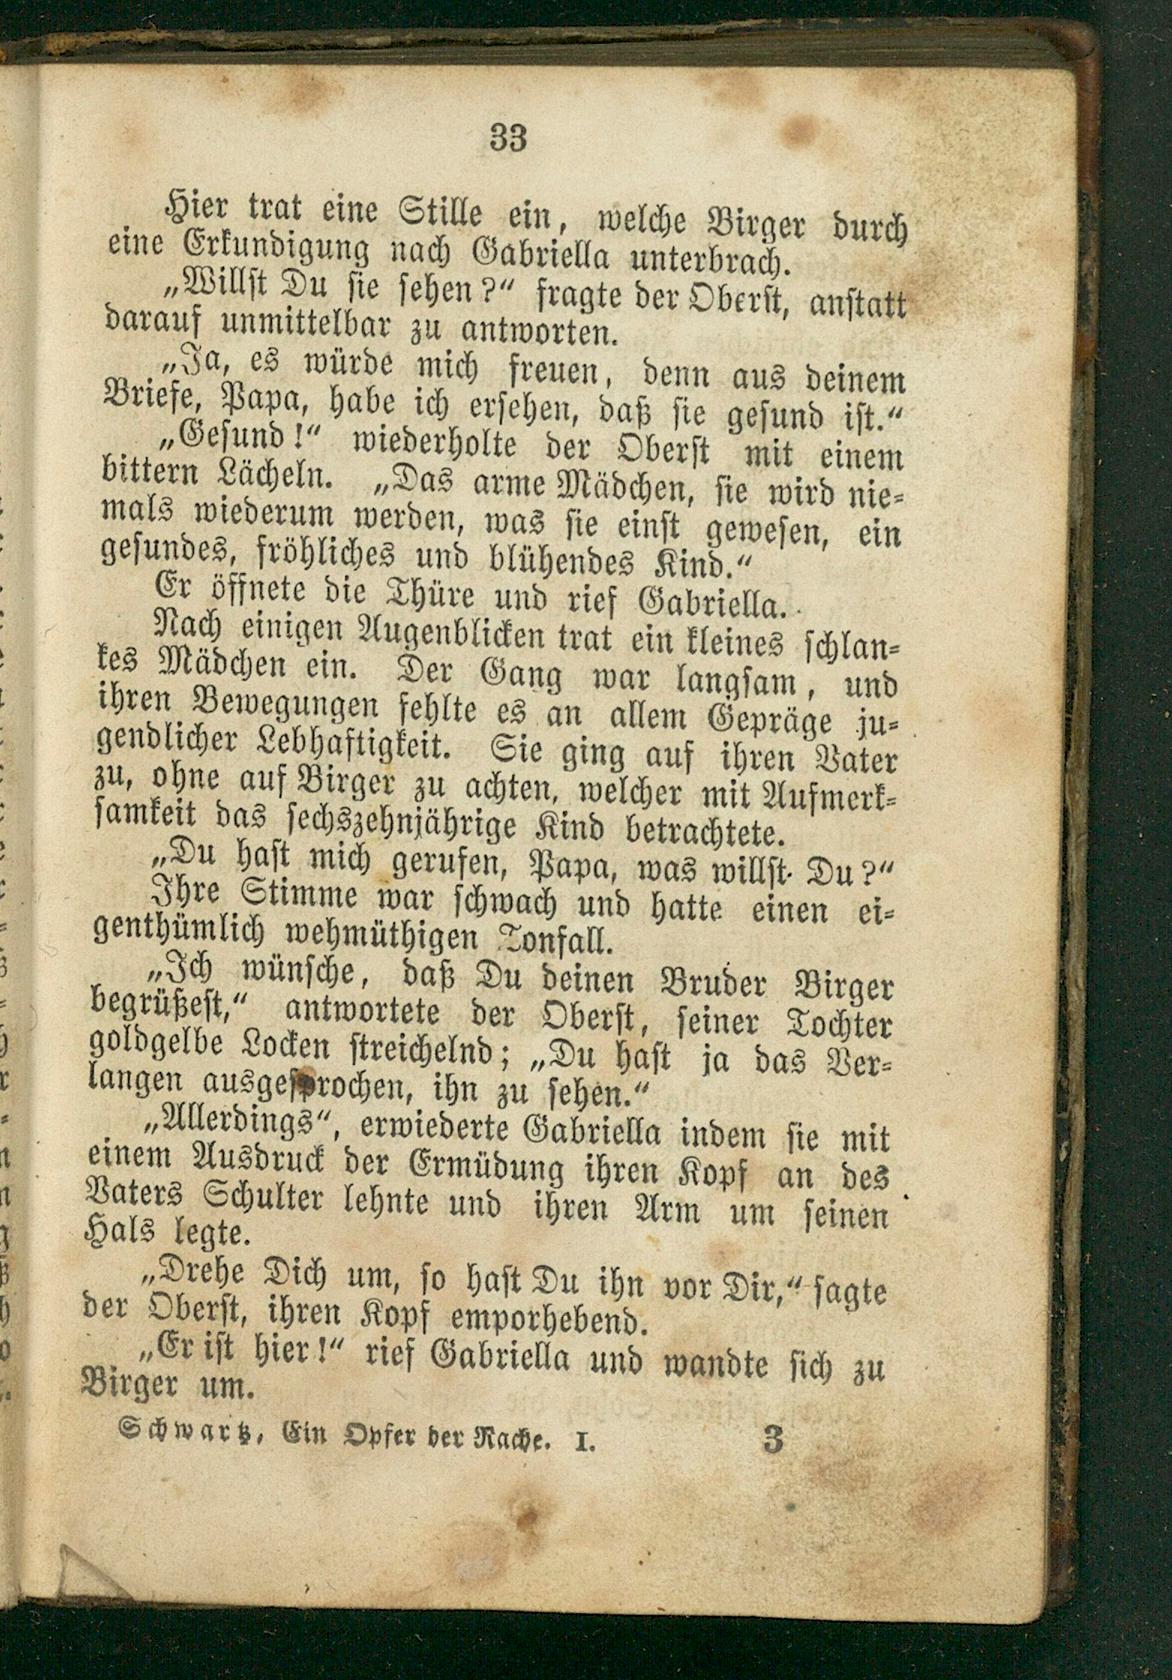 33
Hier trat eine Stille ein, welche Birger durch
eine Erkundigung nach Gabriella unterbrach.
„Willst Du sie sehen?“ fragte der Oberst, anstatt
darauf unmittelbar zu antworten.
„Ja, es würde mich freuen, denn aus deinem
Briefe, Papa, habe ich ersehen, daß sie gesund ist.“
„Gesund!“ wiederholte der Oberst mit einem
bittern Lächeln. „Das arme Mädchen, sie wird nie=
mals wiederum werden, was sie einst gewesen, ein
gesundes, fröhliches und blühendes Kind.“
Er öffnete die Thüre und rief Gabriella.
Nach einigen Augenblicken trat ein kleines schlan=
kes Mädchen ein. Der Gang war langsam, und
ihren Bewegungen fehlte es an allem Gepräge ju=
gendlicher Lebhaftigkeit. Sie ging auf ihren Vater
zu, ohne auf Birger zu achten, welcher mit Aufmerk=
samkeit das sechszehnjährige Kind betrachtete.
„Du hast mich gerufen, Papa, was willst Du?“
Ihre Stimme war schwach und hatte einen ei=
genthümlich wehmüthigen Tonfall.
„Ich wünsche, daß Du deinen Bruder Birger
begrüßest,“ antwortete der Oberst, seiner Tochter
goldgelbe Locken streichelnd; „Du hast ja das Ver=
langen ausgesprochen, ihn zu sehen.“
„Allerdings“, erwiederte Gabriella indem sie mit
einem Ausdruck der Ermüdung ihren Kopf an des
Vaters Schulter lehnte und ihren Arm um seinen
Hals legte.
„Drehe Dich um, so hast Du ihn vor Dir,“ sagte
der Oberst, ihren Kopf emporhebend.
„Er ist hier!“ rief Gabriella und wandte sich zu
Birger um.
Schwartz, Ein Opfer der Rache. I. 3